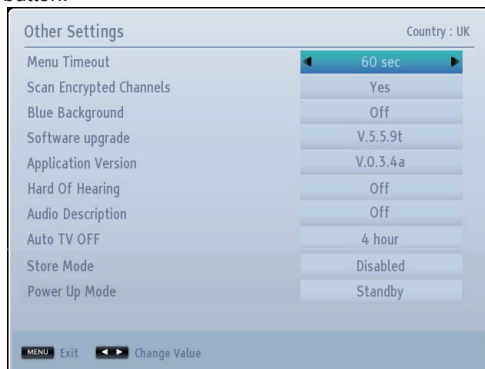 button.
Other Settings Country : UK
Menu Timeout 60 sec
Scan Encrypted Channels Yes
Blue Background Off
Software upgrade V.5.5.9t
Application Version V.0.3.4a
Hard Of Hearing Off
Audio Description Off
Auto TV OFF 4 hour
Store Mode Disabled
Power Up Mode Standby
MENU Exit Change Value